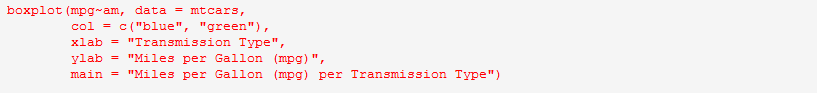 boxplot(mpg~am, data = mtcars,
        col = c("blue", "green"),
        xlab = "Transmission Type",
        ylab = "Miles per Gallon (mpg)",
        main = "Miles per Gallon (mpg) per Transmission Type")